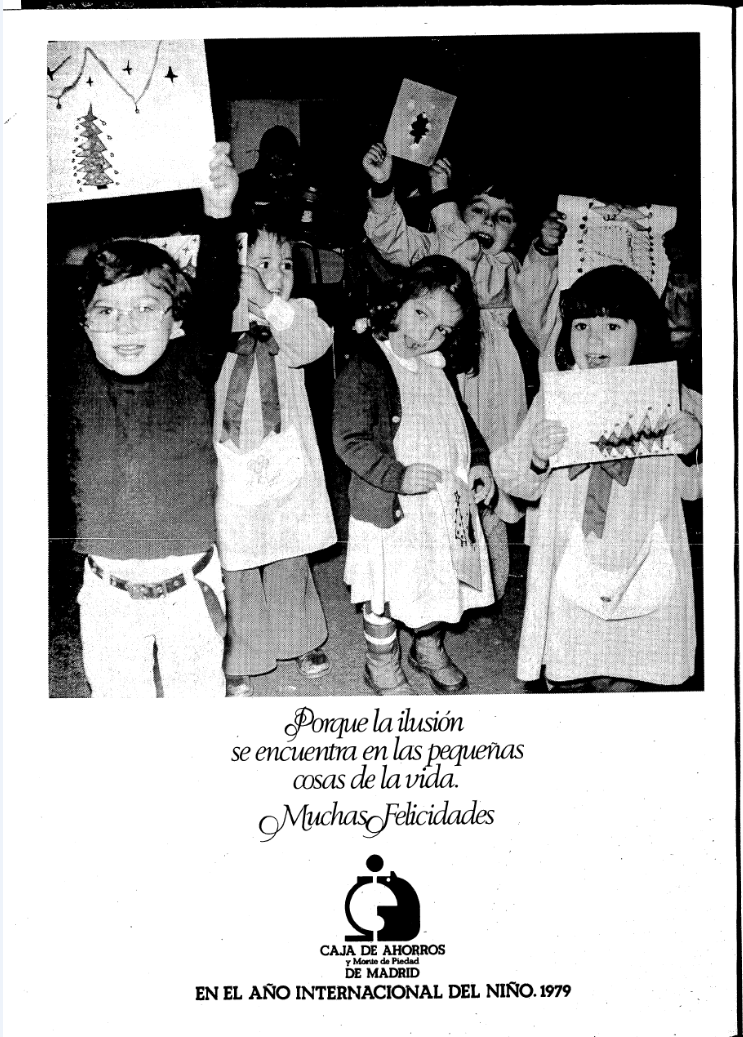 Porque la ilusión
se encuentra en las pequeñas
cosas de la vida.
Muchas Felicidades
CAJA DE AHORROS
y Monte de Piedad
DE MADRID
EN EL AÑO INTERNACIONAL DEL NIÑO. 1979